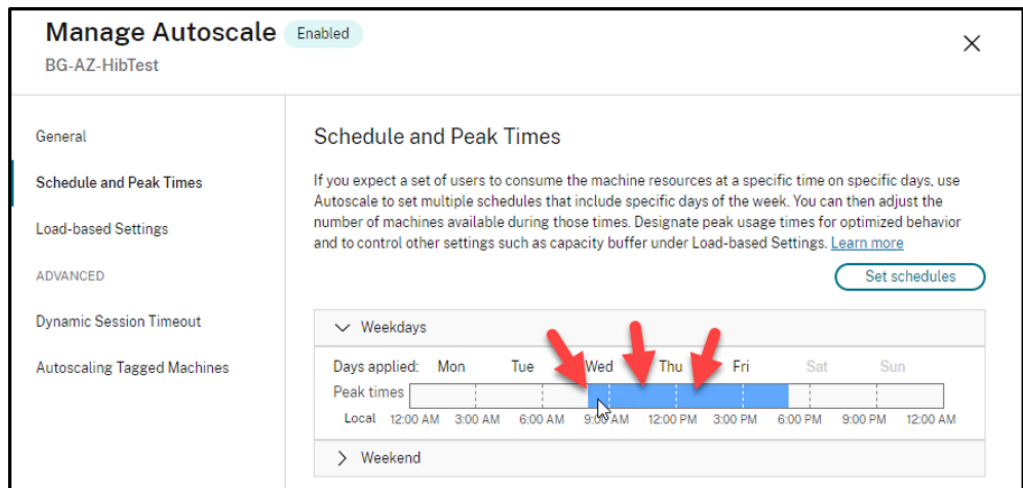 Manage Autoscale Enabled
BG-AZ-HibTest
General
Schedule and Peak Times
Load-based Settings
ADVANCED
Dynamic Session Timeout
Autoscaling Tagged Machines
Schedule and Peak Times
If you expect a set of users to consume the machine resources at a specific time on specific days, use
Autoscale to set multiple schedules that include specific days of the week. You can then adjust the
number of machines available during those times. Designate peak usage times for optimized behavior
and to control other settings such as capacity buffer under Load-based Settings. Learn more
Set schedules
Weekdays
Days applied: Mon Tue Wed Thu Fri Sat Sun
Peak times
Local 12:00 AM 3:00 AM 6:00 AM 9:00 AM 12:00 PM 3:00 PM 6:00 PM 9:00 PM 12:00 AM
Weekend